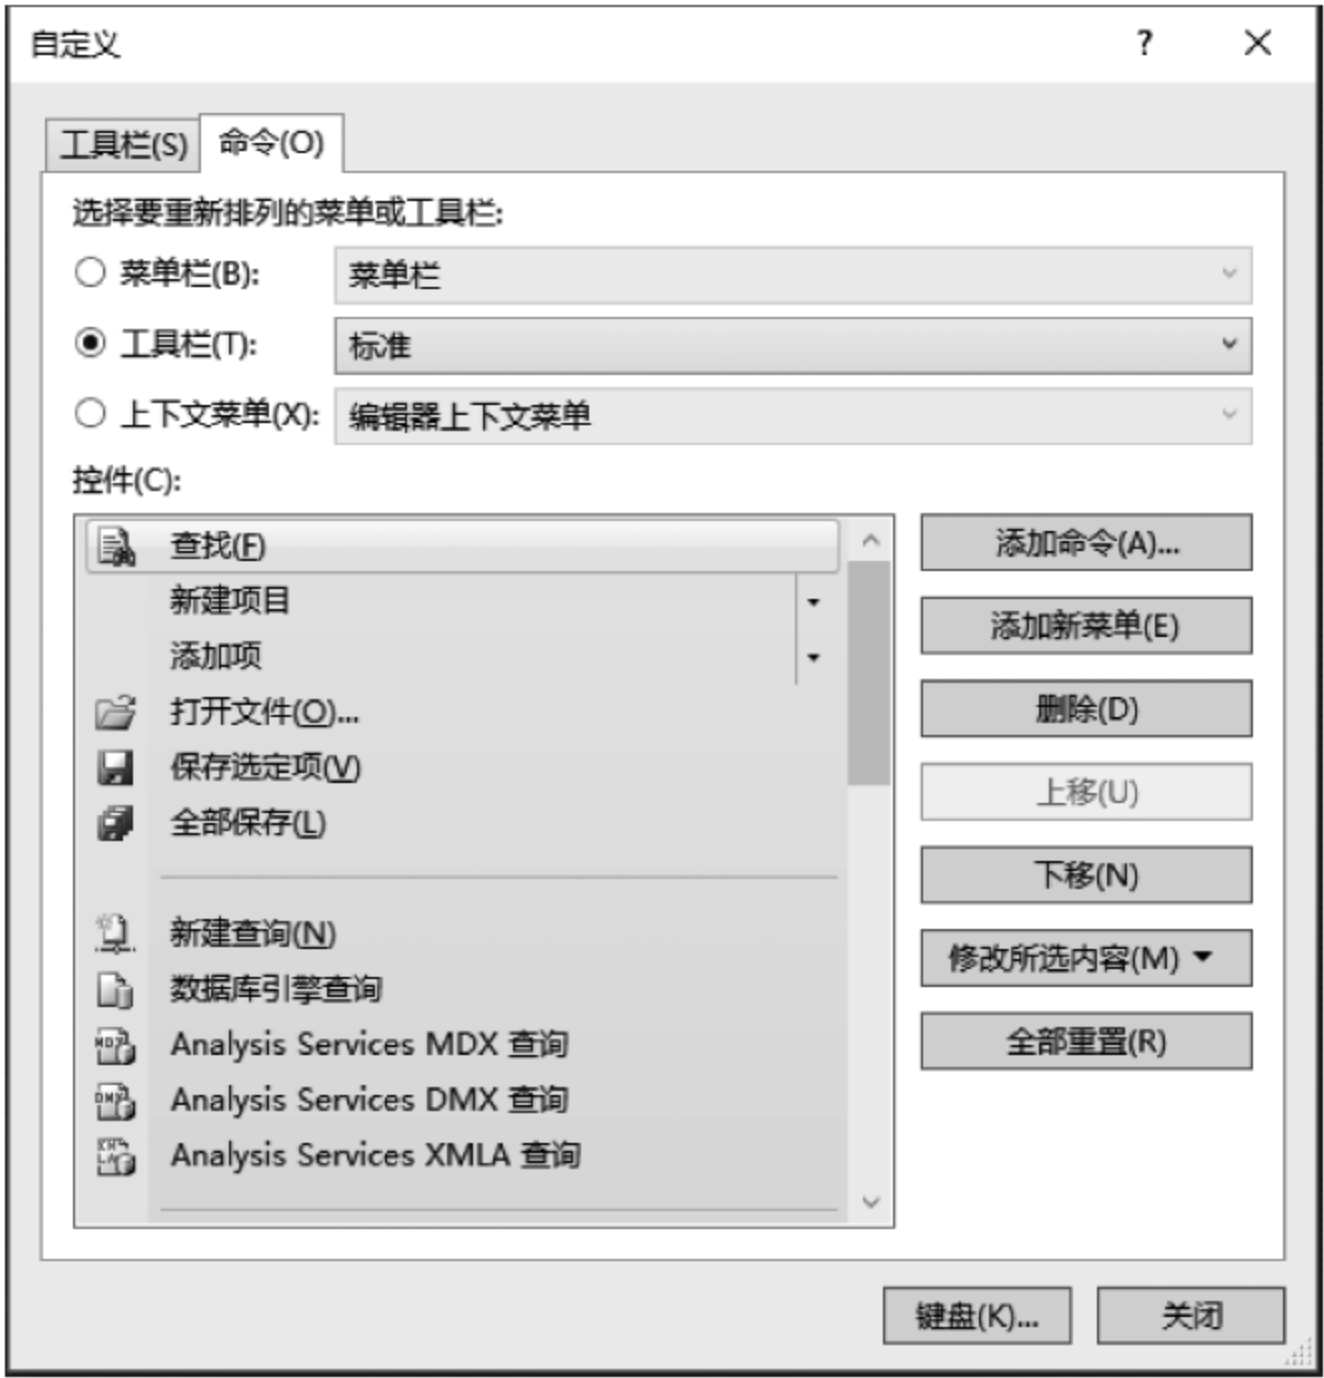 自定义
?
工具栏(S)
命令(O)
选择要重新排列的菜单或工具栏:
菜单栏(B):
菜单栏
工具栏(T):
标准
上下文菜单(X):
编辑器上下文菜单
控件(C):
查找(F)
新建项目
添加项
打开文件(O)...
保存选定项(V)
全部保存(L)
新建查询(N)
数据库引擎查询
Analysis Services MDX 查询
Analysis Services DMX 查询
Analysis Services XMLA 查询
添加命令(A)...
添加新菜单(E)
删除(D)
上移(U)
下移(N)
修改所选内容(M)
全部重置(R)
键盘(K)...
关闭